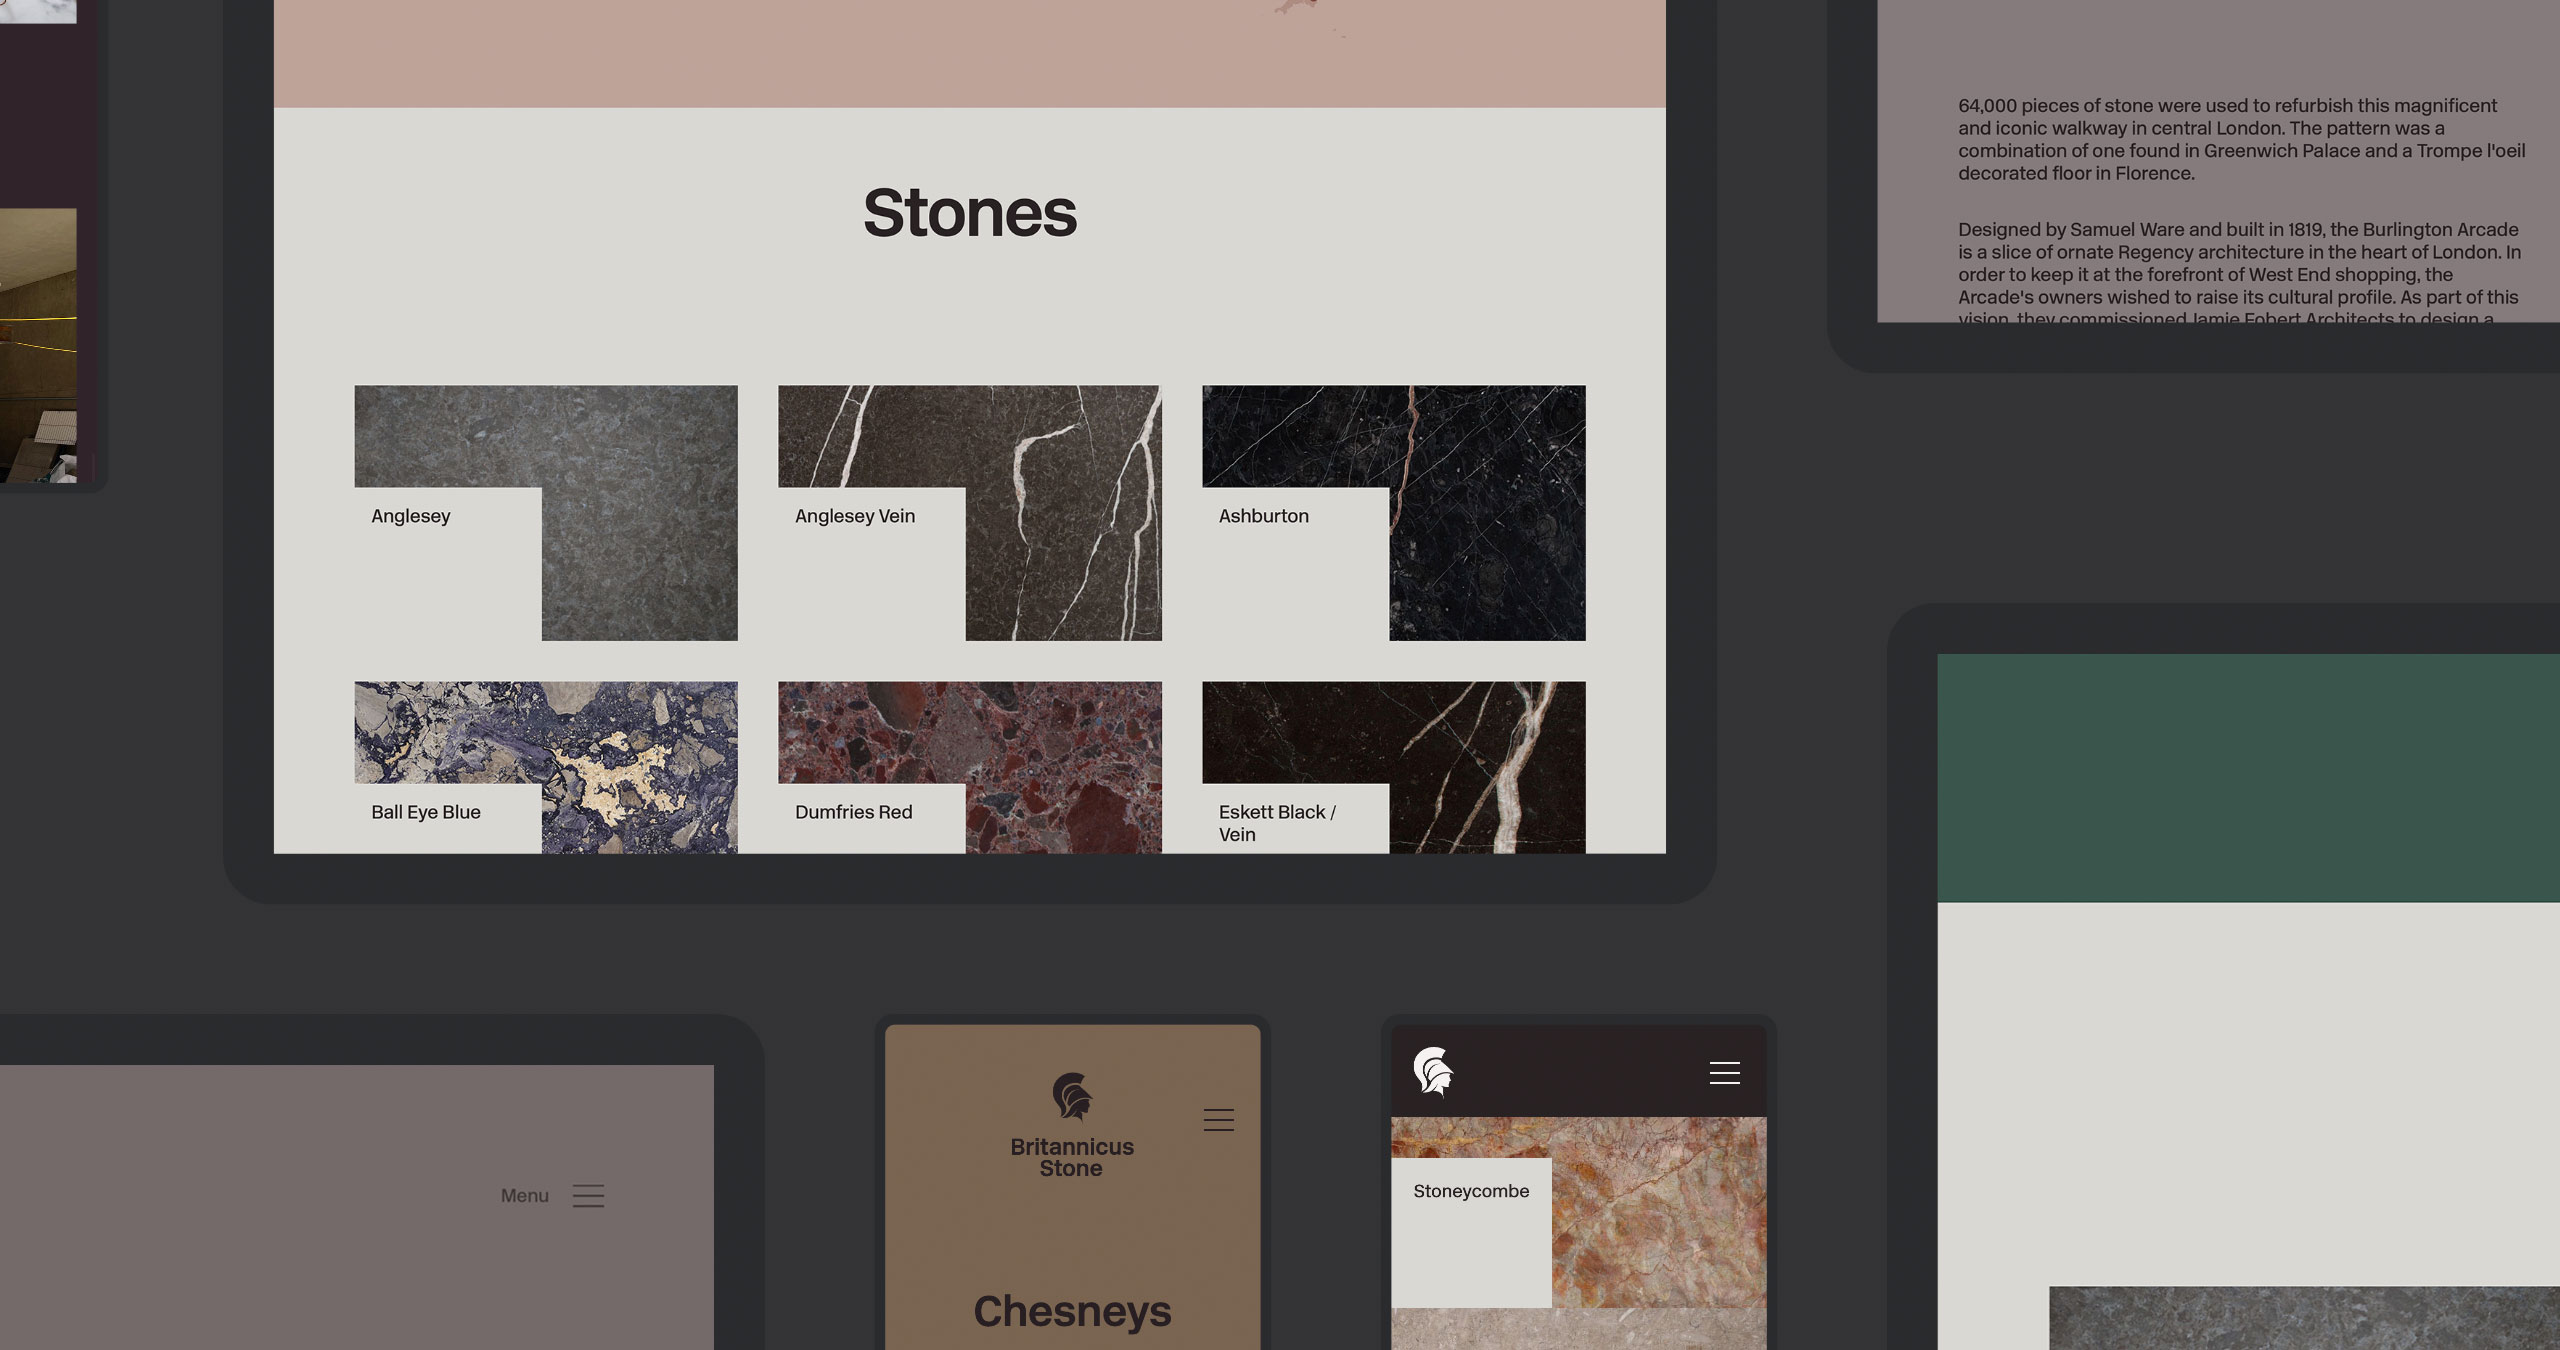 64,000 pieces of stone were used to refurbish this magnificent
and iconic walkway in central London. The pattern was a
combination of one found in Greenwich Palace and a Trompe l'oeil
decorated floor in Florence.
Designed by Samuel Ware and built in 1819, the Burlington Arcade
is a slice of ornate Regency architecture in the heart of London. In
order to keep it at the forefront of West End shopping, the
Arcade's owners wished to raise its cultural profile. As part of this
vision, they commissioned Jamie Fobert Architects to design a
Stones
Anglesey
Anglesey Vein
Ashburton
Ball Eye Blue
Dumfries Red
Eskett Black /
Vein
Menu
Britannicus
Stone
Chesneys
Stoneycombe